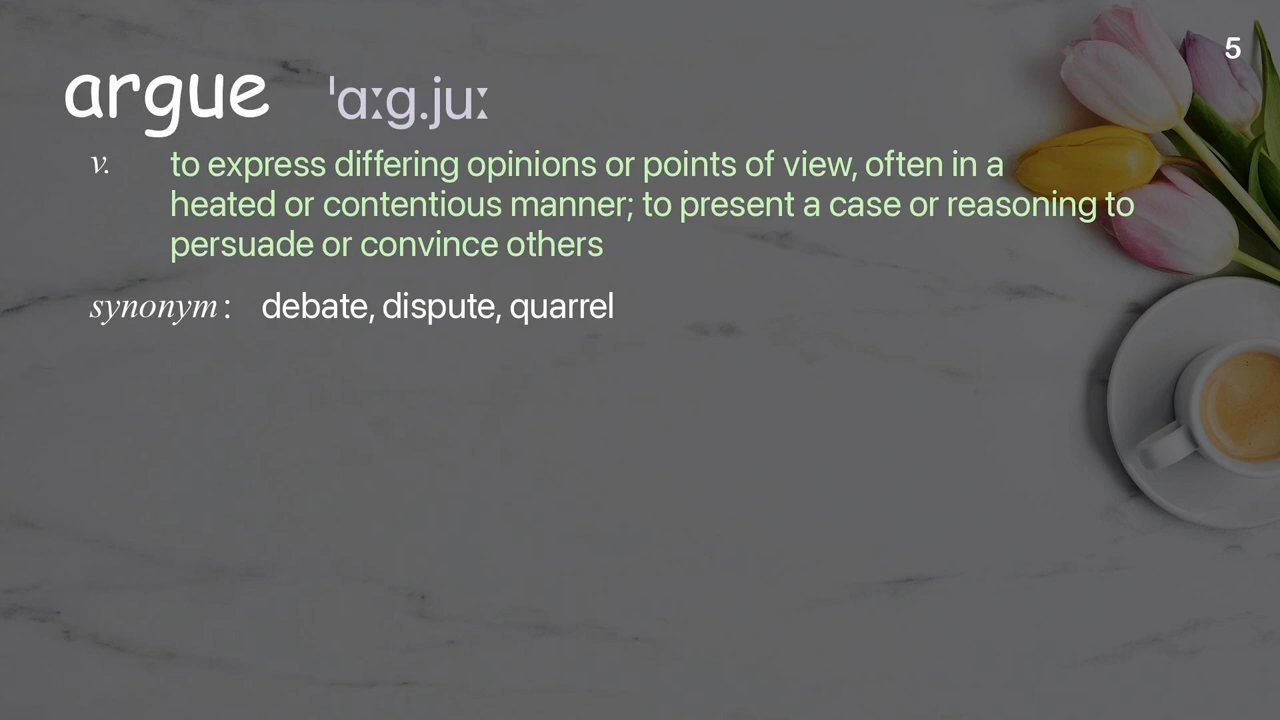 5
argue ˈɑːɡ.juː
v. to express differing opinions or points of view, often in a
heated or contentious manner; to present a case or reasoning to
persuade or convince others
synonym: debate, dispute, quarrel